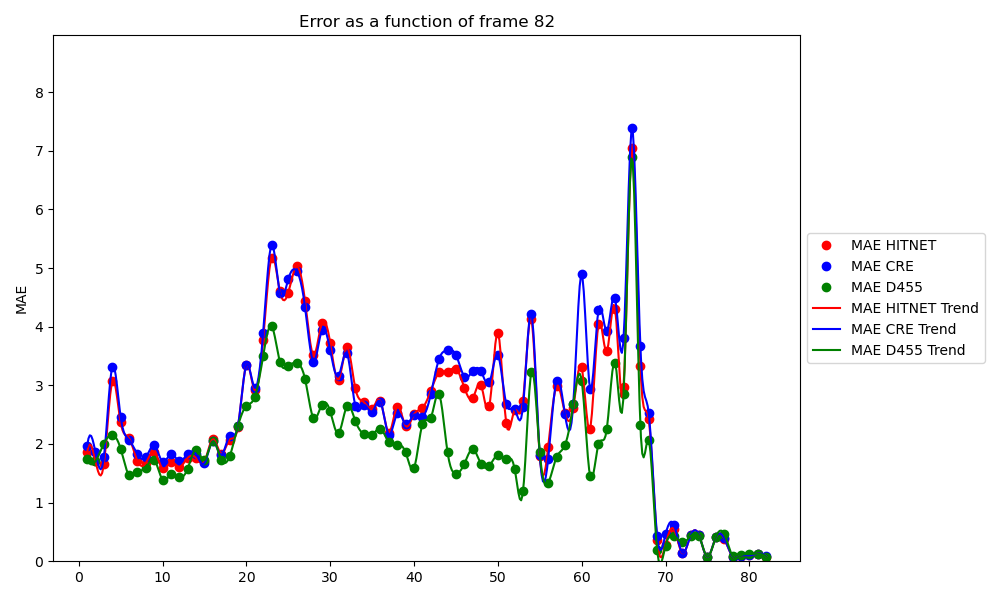 Error as a function of frame 82
MAE
8
7
6
5
4
3
2
1
0
0 10 20 30 40 50 60 70 80
MAE HITNET
MAE CRE
MAE D455
MAE HITNET Trend
MAE CRE Trend
MAE D455 Trend